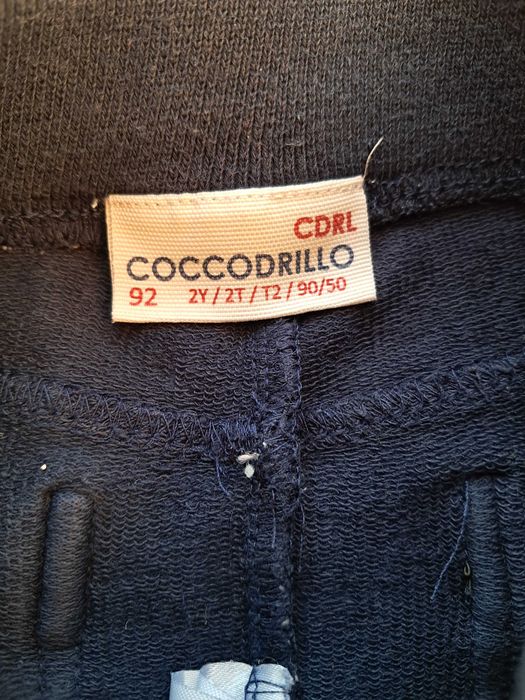 CDRL
COCCODRILLO
92 2Y / 2T / T2 / 90/50